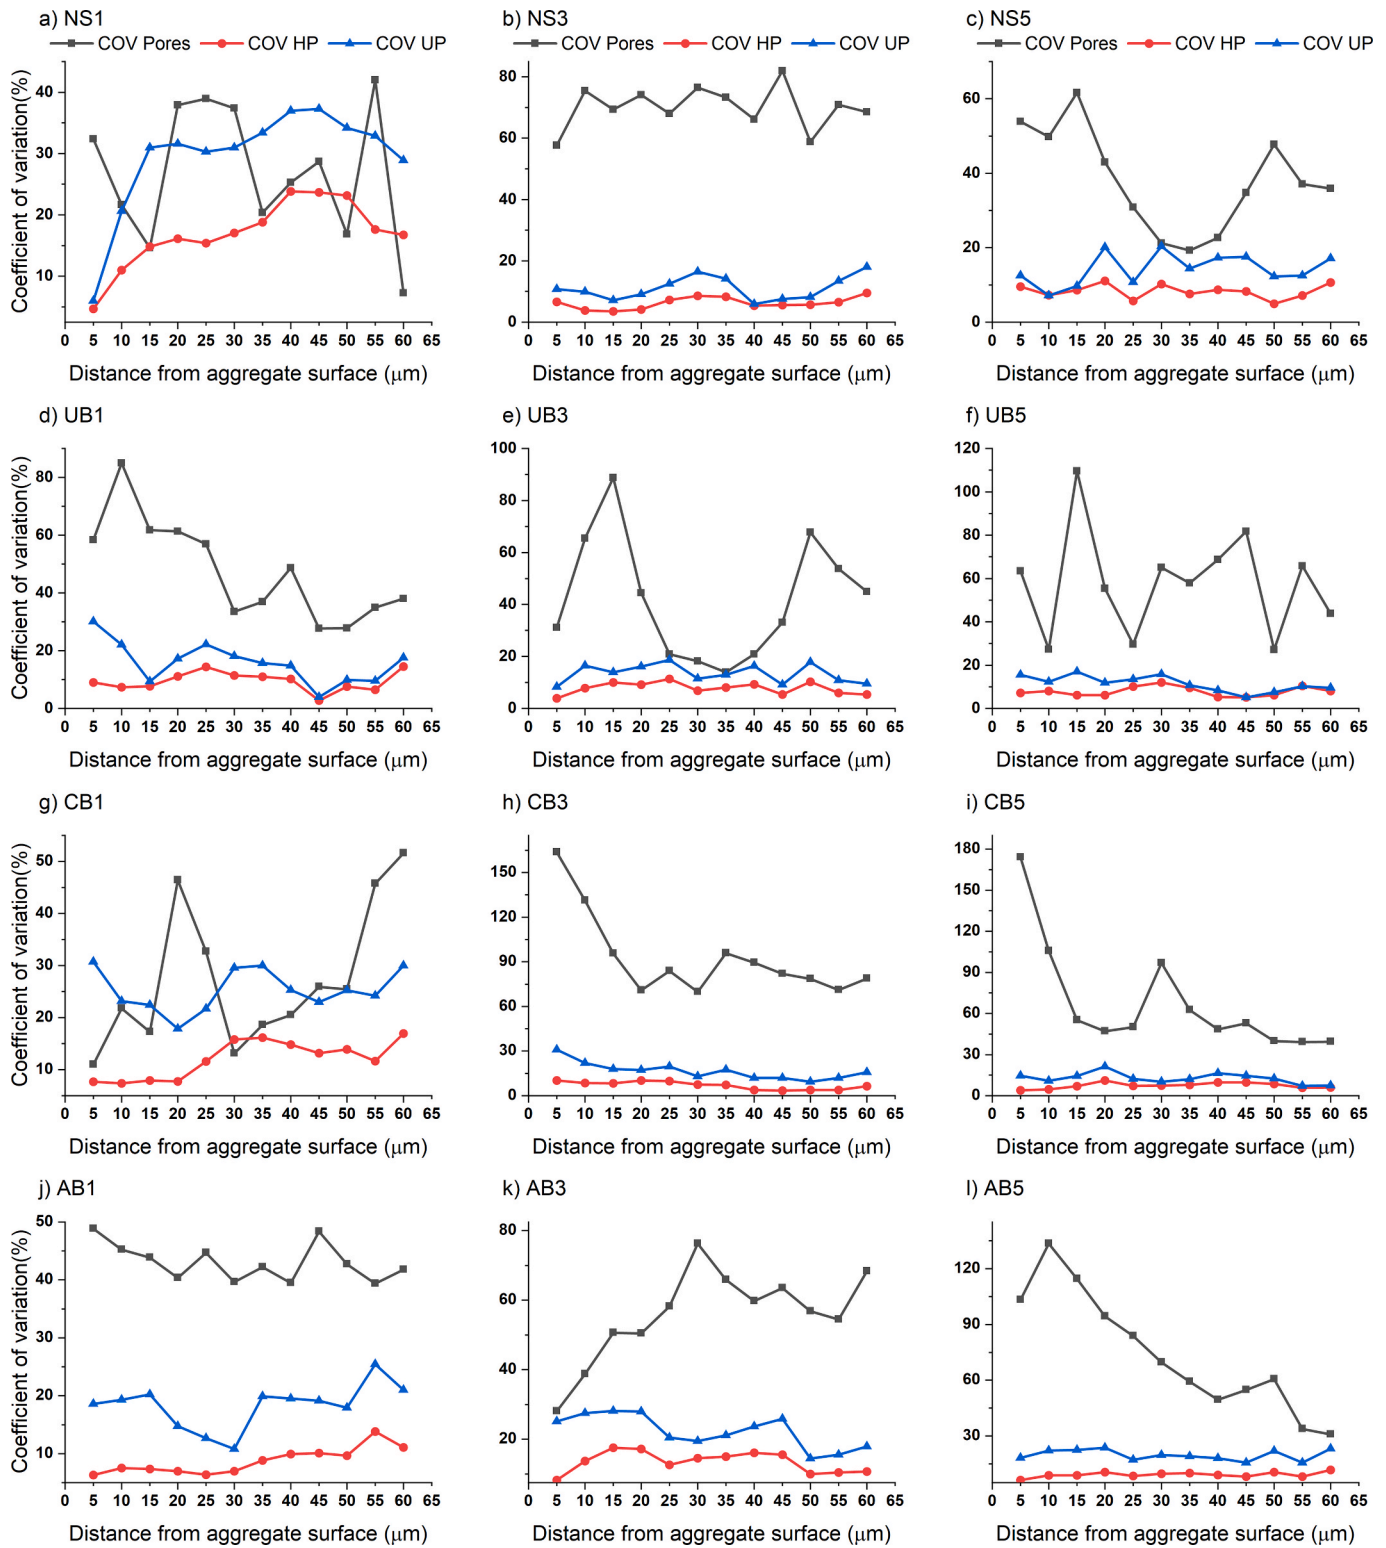 a) NS1
COV Pores COV HP COV UP
Coefficient of variation(%)
40
30
20
10
0 5 10 15 20 25 30 35 40 45 50 55 60 65
Distance from aggregate surface (μm)
b) NS3
COV Pores COV HP COV UP
80
60
40
20
0
0 5 10 15 20 25 30 35 40 45 50 55 60 65
Distance from aggregate surface (μm)
c) NS5
COV Pores COV HP COV UP
60
40
20
0
0 5 10 15 20 25 30 35 40 45 50 55 60 65
Distance from aggregate surface (μm)
d) UB1
Coefficient of variation(%)
80
60
40
20
0
0 5 10 15 20 25 30 35 40 45 50 55 60 65
Distance from aggregate surface (μm)
e) UB3
100
80
60
40
20
0
0 5 10 15 20 25 30 35 40 45 50 55 60 65
Distance from aggregate surface (μm)
f) UB5
120
100
80
60
40
20
0
0 5 10 15 20 25 30 35 40 45 50 55 60 65
Distance from aggregate surface (μm)
g) CB1
Coefficient of variation(%)
50
40
30
20
10
0 5 10 15 20 25 30 35 40 45 50 55 60 65
Distance from aggregate surface (μm)
h) CB3
150
120
90
60
30
0
0 5 10 15 20 25 30 35 40 45 50 55 60 65
Distance from aggregate surface (μm)
i) CB5
180
150
120
90
60
30
0
0 5 10 15 20 25 30 35 40 45 50 55 60 65
Distance from aggregate surface (μm)
j) AB1
Coefficient of variation(%)
50
40
30
20
10
0 5 10 15 20 25 30 35 40 45 50 55 60 65
Distance from aggregate surface (μm)
k) AB3
80
60
40
20
0 5 10 15 20 25 30 35 40 45 50 55 60 65
Distance from aggregate surface (μm)
l) AB5
120
90
60
30
0 5 10 15 20 25 30 35 40 45 50 55 60 65
Distance from aggregate surface (μm)